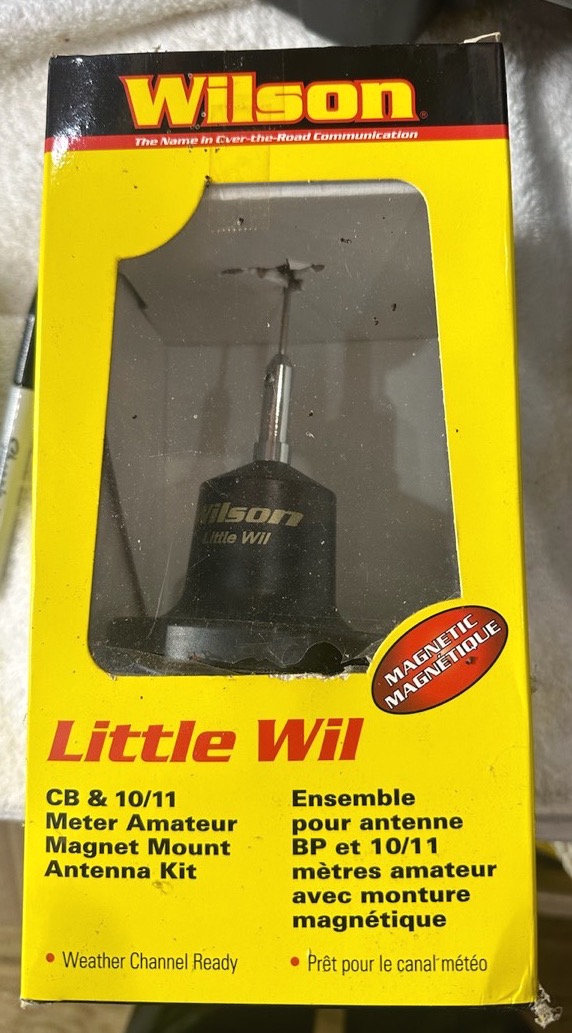 Wilson®
The Name in Over-the-Road Communication
Wilson
Little Wil
MAGNETIC
MAGNÉTIQUE
Little Wil
CB & 10/11
Meter Amateur
Magnet Mount
Antenna Kit
• Weather Channel Ready
Ensemble
pour antenne
BP et 10/11
mètres amateur
avec monture
magnétique
• Prêt pour le canal météo